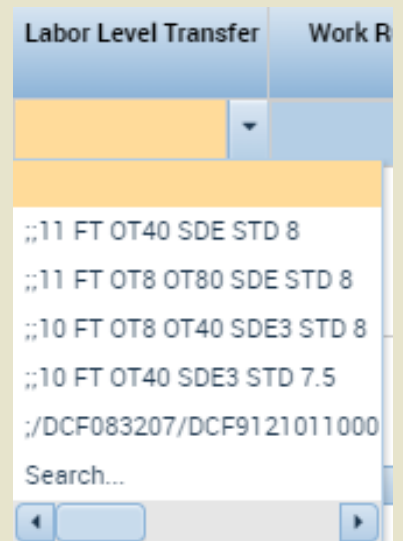 Labor Level Transfer Work R
;;11 FT OT40 SDE STD 8
;;11 FT OT8 OT80 SDE STD 8
;;10 FT OT8 OT40 SDE3 STD 8
;;10 FT OT40 SDE3 STD 7.5
;/DCF083207/DCF9121011000
Search...